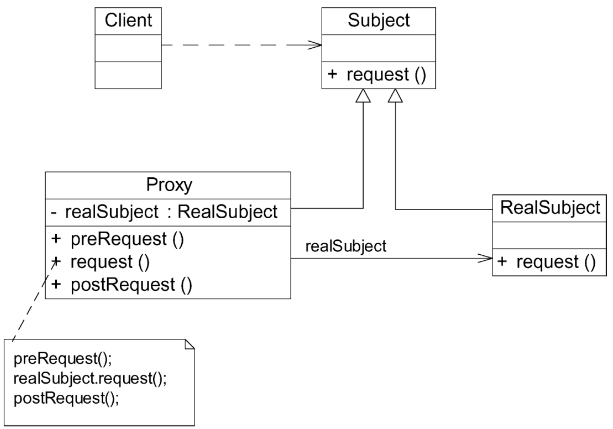 Client
Subject
+ request ()
Proxy
- realSubject : RealSubject
+ preRequest ()
+ request ()
+ postRequest ()
realSubject
RealSubject
+ request ()
preRequest();
realSubject.request();
postRequest();